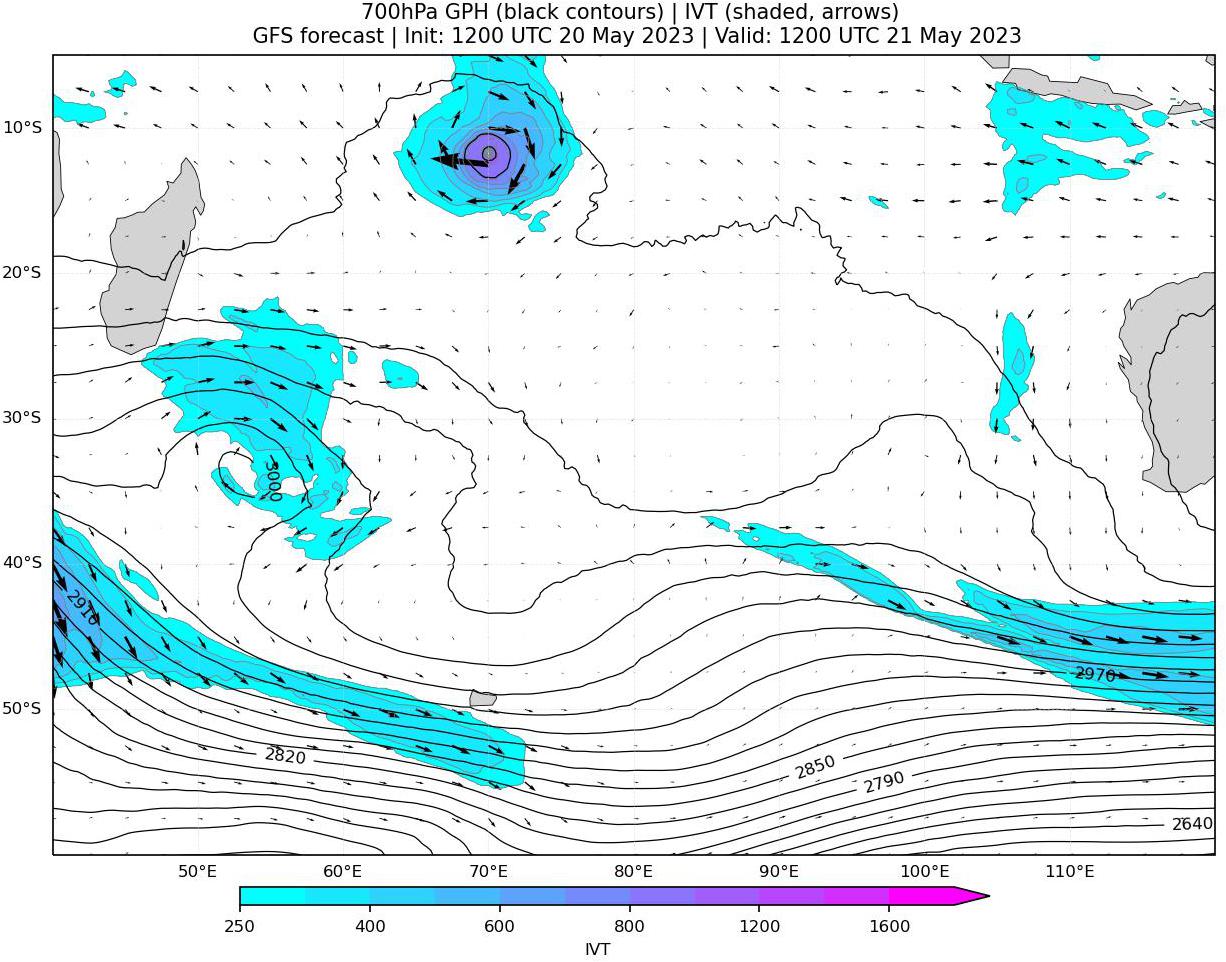 700hPa GPH (black contours) | IVT (shaded, arrows)
GFS forecast | Init: 1200 UTC 20 May 2023 | Valid: 1200 UTC 21 May 2023
10°S
20°S
30°S
3000
40°S
2910
2970
50°S
2820
2850
2790
2640
50°E 60°E 70°E 80°E 90°E 100°E 110°E
250 400 600 800 1200 1600
IVT